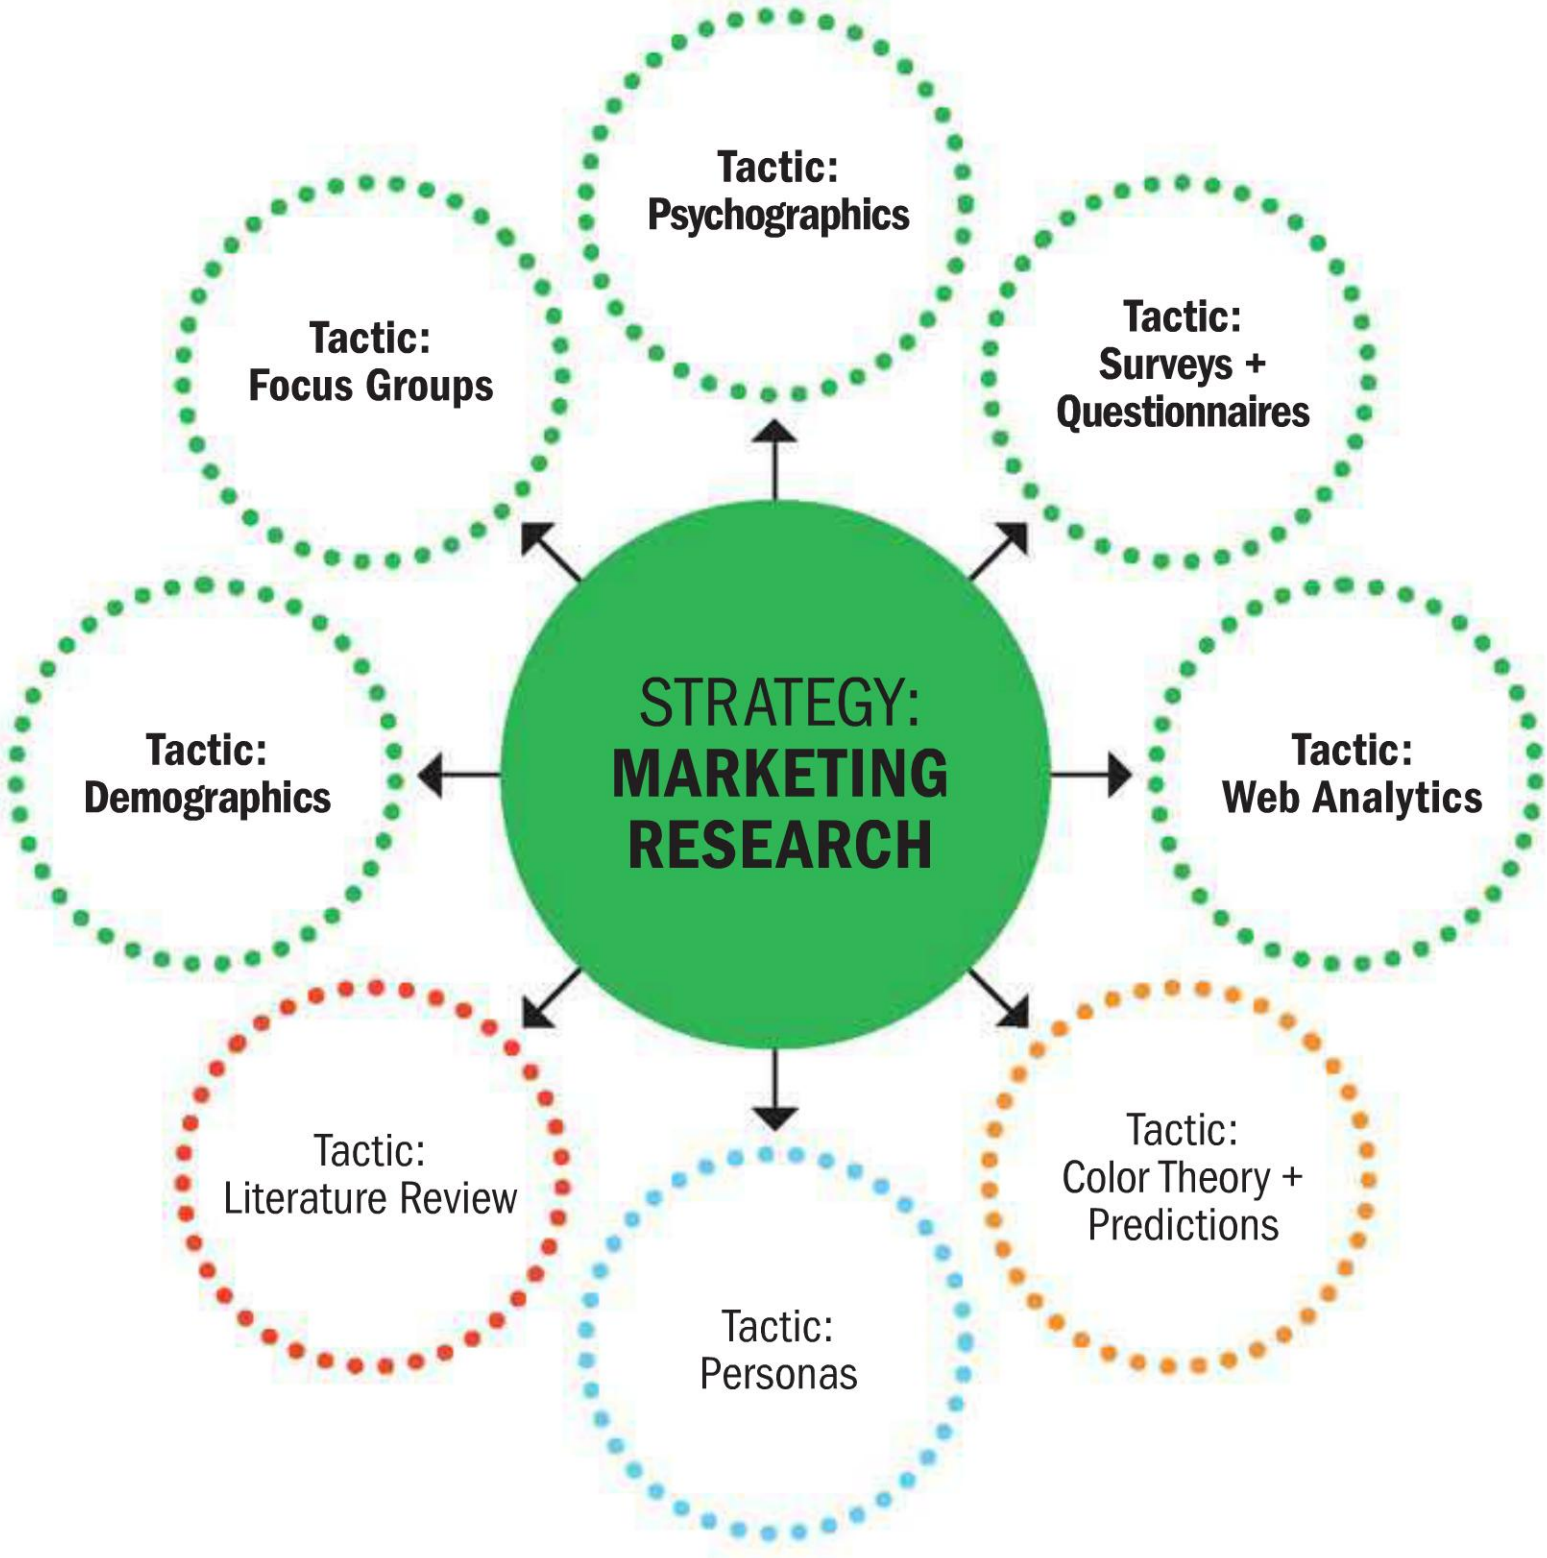 Tactic:
Psychographics
Tactic:
Focus Groups
Tactic:
Surveys +
Questionnaires
STRATEGY:
MARKETING
RESEARCH
Tactic:
Demographics
Tactic:
Web Analytics
Tactic:
Literature Review
Tactic:
Color Theory +
Predictions
Tactic:
Personas